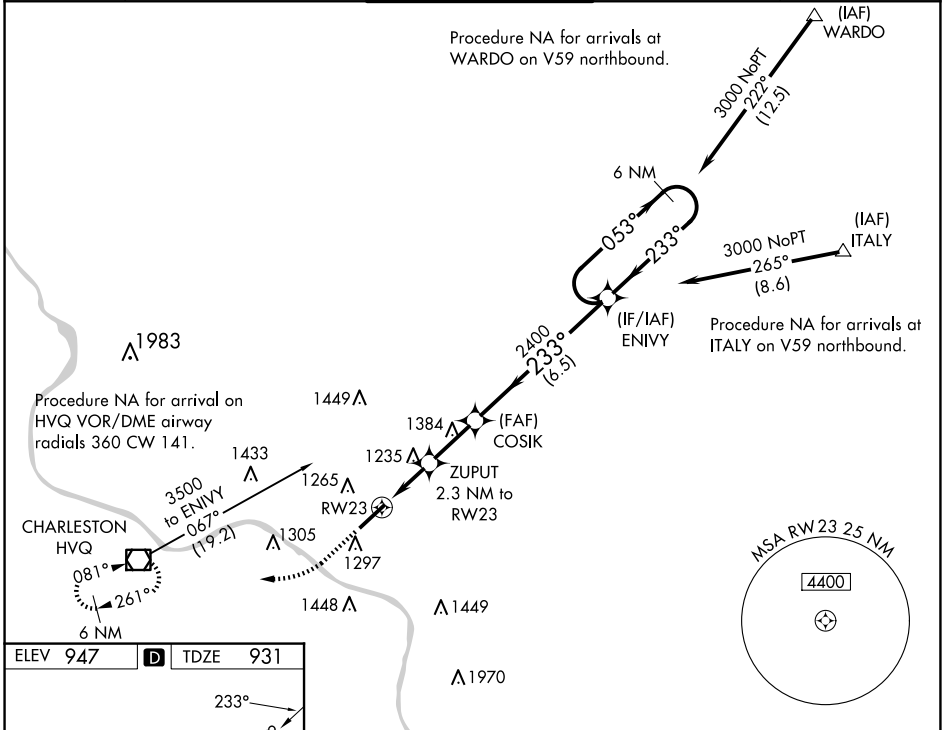 (IAF)
WARDO
Procedure NA for arrivals at
WARDO on V59 northbound.
3000 NoPT
222°
(12.5)
6 NM
053°
233°
(IAF)
ITALY
3000 NoPT
265°
(8.6)
(IF/IAF)
ENIVY
Procedure NA for arrivals at
ITALY on V59 northbound.
2400
233°
(6.5)
1983
Procedure NA for arrival on
HVQ VOR/DME airway
radials 360 CW 141.
1449
1384
(FAF)
COSIK
1235
1433
1265
ZUPUT
2.3 NM to
RW23
RW23
3500
to ENIVY
067°
(19.2)
CHARLESTON
HVQ
1305
1297
081°
261°
6 NM
1448
1449
1970
MSA RW23 25 NM
4400
ELEV 947 D TDZE 931
233°